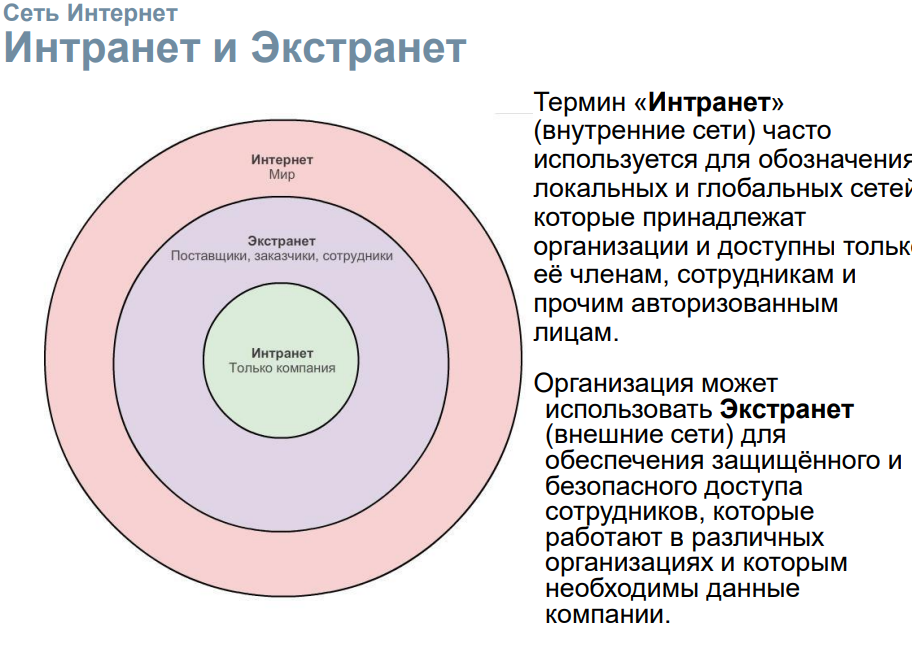 Сеть Интернет
Интранет и Экстранет
Интернет
Мир
Экстранет
Поставщики, заказчики, сотрудники
Интранет
Только компания
Термин «Интранет»
(внутренние сети) часто
используется для обозначения
локальных и глобальных сетей
которые принадлежат
организации и доступны только
её членам, сотрудникам и
прочим авторизованным
лицам.
Организация может
использовать Экстранет
(внешние сети) для
обеспечения защищённого и
безопасного доступа
сотрудников, которые
работают в различных
организациях и которым
необходимы данные
компании.